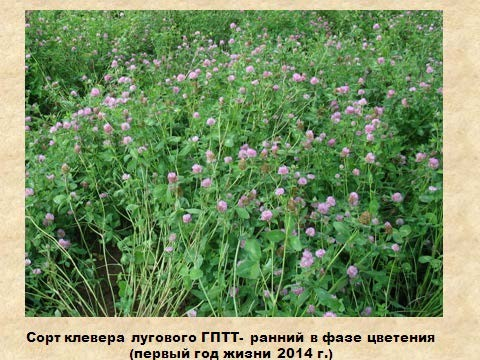 Сорт клевера лугового ГПТТ- ранний в фазе цветения
(первый год жизни 2014 г.)